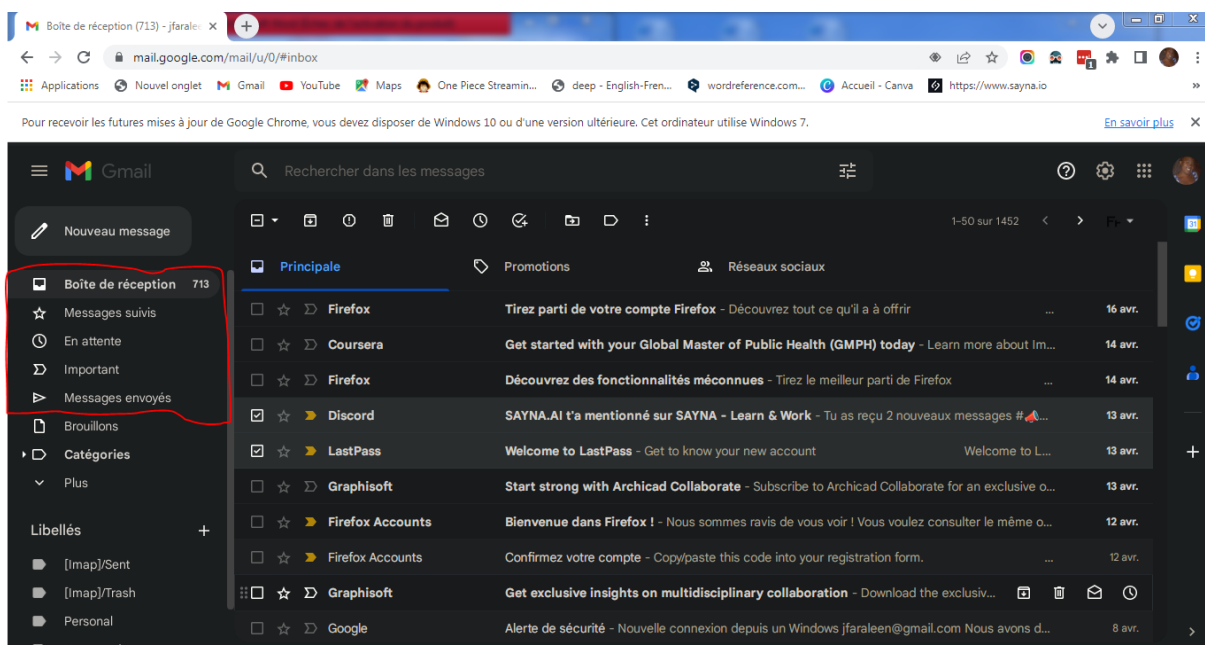 Boîte de réception (713) - jfaralee
mail.google.com/mail/u/0/#inbox
1
Applications Nouvel onglet Gmail YouTube Maps One Piece Streamin... deep - English-Fren... wordreference.com... Accueil - Canva https://www.sayna.io »
Pour recevoir les futures mises à jour de Google Chrome, vous devez disposer de Windows 10 ou d'une version ultérieure. Cet ordinateur utilise Windows 7. En savoir plus
Gmail Rechercher dans les messages
Nouveau message
1–50 sur 1452
31
Principale Promotions Réseaux sociaux
Boîte de réception 713
Messages suivis
En attente
Important
Messages envoyés
Brouillons
Catégories
Plus
Libellés
[Imap]/Sent
[Imap]/Trash
Personal
Firefox Tirez parti de votre compte Firefox - Découvrez tout ce qu'il a à offrir ... 16 avr.
Coursera Get started with your Global Master of Public Health (GMPH) today - Learn more about Im... 14 avr.
Firefox Découvrez des fonctionnalités méconnues - Tirez le meilleur parti de Firefox ... 14 avr.
Discord SAYNA.AI t'a mentionné sur SAYNA - Learn & Work - Tu as reçu 2 nouveaux messages #📣... 13 avr.
LastPass Welcome to LastPass - Get to know your new account Welcome to L... 13 avr.
Graphisoft Start strong with Archicad Collaborate - Subscribe to Archicad Collaborate for an exclusive o... 13 avr.
Firefox Accounts Bienvenue dans Firefox ! - Nous sommes ravis de vous voir ! Vous voulez consulter le même o... 12 avr.
Firefox Accounts Confirmez votre compte - Copy/paste this code into your registration form. ... 12 avr.
Graphisoft Get exclusive insights on multidisciplinary collaboration - Download the exclusiv...
Google Alerte de sécurité - Nouvelle connexion depuis un Windows jfaraleen@gmail.com Nous avons d... 8 avr.